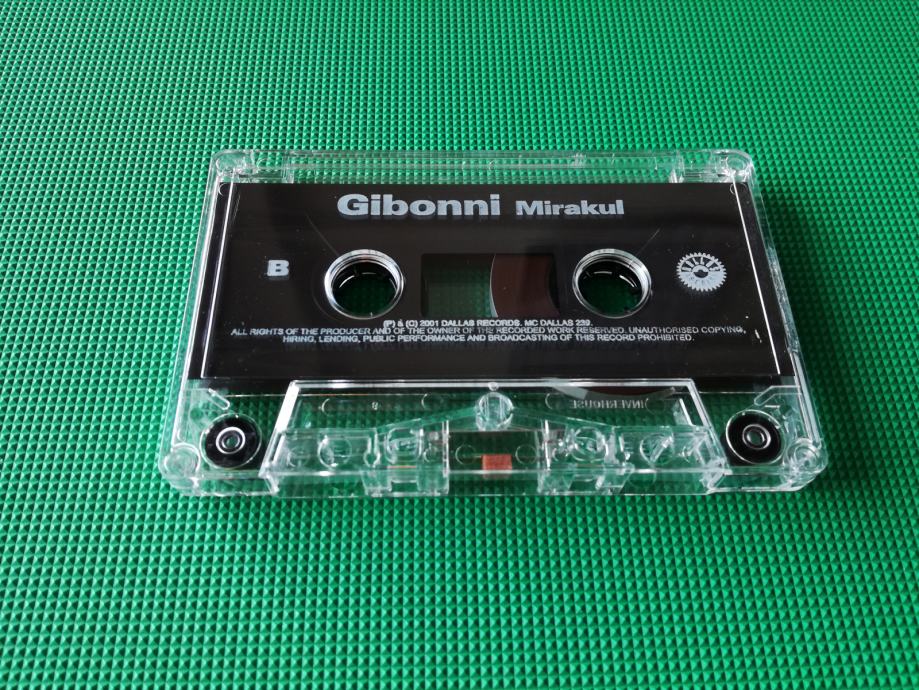 Gibonni Mirakul
B
(P) & (C) 2001 DALLAS RECORDS. MC DALLAS 239.
ALL RIGHTS OF THE PRODUCER AND OF THE OWNER OF THE RECORDED WORK RESERVED. UNAUTHORISED COPYING,
HIRING, LENDING, PUBLIC PERFORMANCE AND BROADCASTING OF THIS RECORD PROHIBITED.